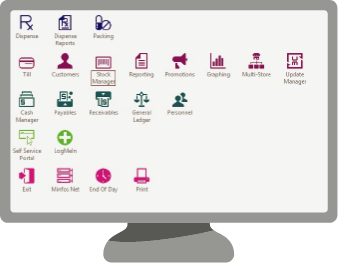 Rx
Dispense
Dispense
Reports
Packing
Till
Customers
Stock
Manager
Reporting
Promotions
Graphing
Multi-Store
Update
Manager
Cash
Manager
Payables
Receivables
General
Ledger
Personnel
Self Service
Portal
LogMeIn
Exit
Minfos Net
End Of Day
Print